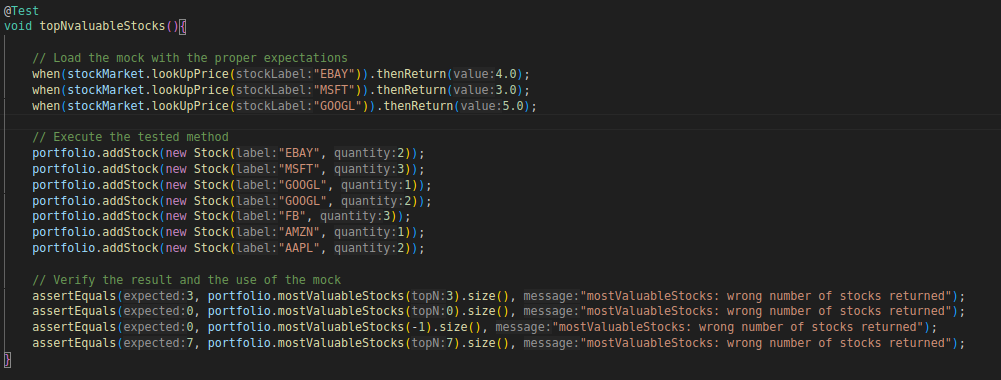 @Test
void topNvaluableStocks(){
// Load the mock with the proper expectations
when(stockMarket.lookUpPrice(stockLabel:"EBAY")).thenReturn(value:4.0);
when(stockMarket.lookUpPrice(stockLabel:"MSFT")).thenReturn(value:3.0);
when(stockMarket.lookUpPrice(stockLabel:"GOOGL")).thenReturn(value:5.0);
// Execute the tested method
portfolio.addStock(new Stock(label:"EBAY", quantity:2));
portfolio.addStock(new Stock(label:"MSFT", quantity:3));
portfolio.addStock(new Stock(label:"GOOGL", quantity:1));
portfolio.addStock(new Stock(label:"GOOGL", quantity:2));
portfolio.addStock(new Stock(label:"FB", quantity:3));
portfolio.addStock(new Stock(label:"AMZN", quantity:1));
portfolio.addStock(new Stock(label:"AAPL", quantity:2));
// Verify the result and the use of the mock
assertEquals(expected:3, portfolio.mostValuableStocks(topN:3).size(), message:"mostValuableStocks: wrong number of stocks returned");
assertEquals(expected:0, portfolio.mostValuableStocks(topN:0).size(), message:"mostValuableStocks: wrong number of stocks returned");
assertEquals(expected:0, portfolio.mostValuableStocks(-1).size(), message:"mostValuableStocks: wrong number of stocks returned");
assertEquals(expected:7, portfolio.mostValuableStocks(topN:7).size(), message:"mostValuableStocks: wrong number of stocks returned");
}